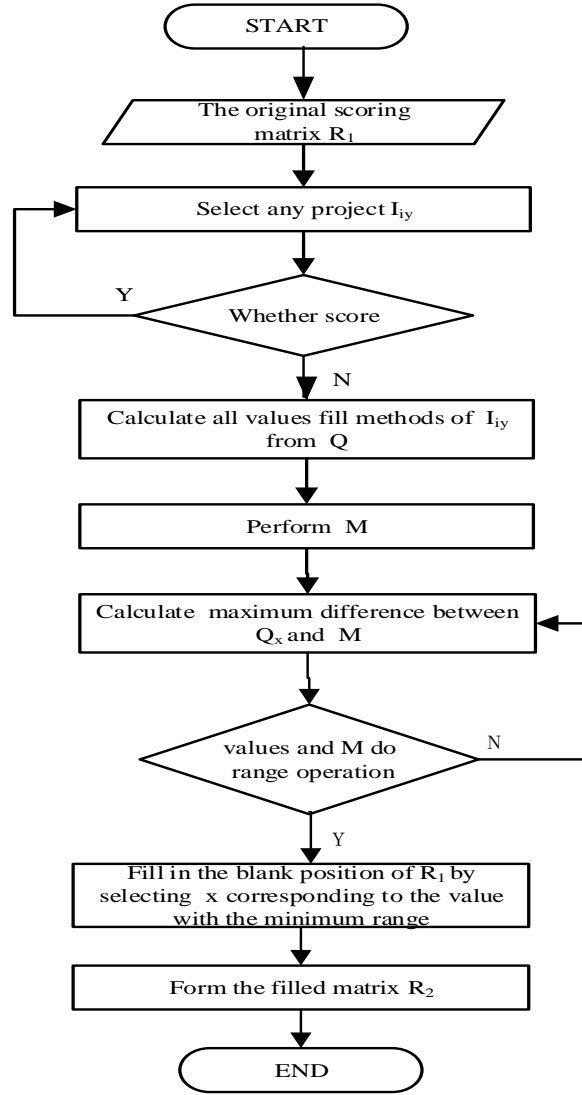 START
The original scoring
matrix R₁
Select any project Iᵢᵧ
Y
Whether score
N
Calculate all values fill methods of Iᵢᵧ
from Q
Perform M
Calculate maximum difference between
Qₓ and M
values and M do
range operation
N
Y
Fill in the blank position of R₁ by
selecting x corresponding to the value
with the minimum range
Form the filled matrix R₂
END